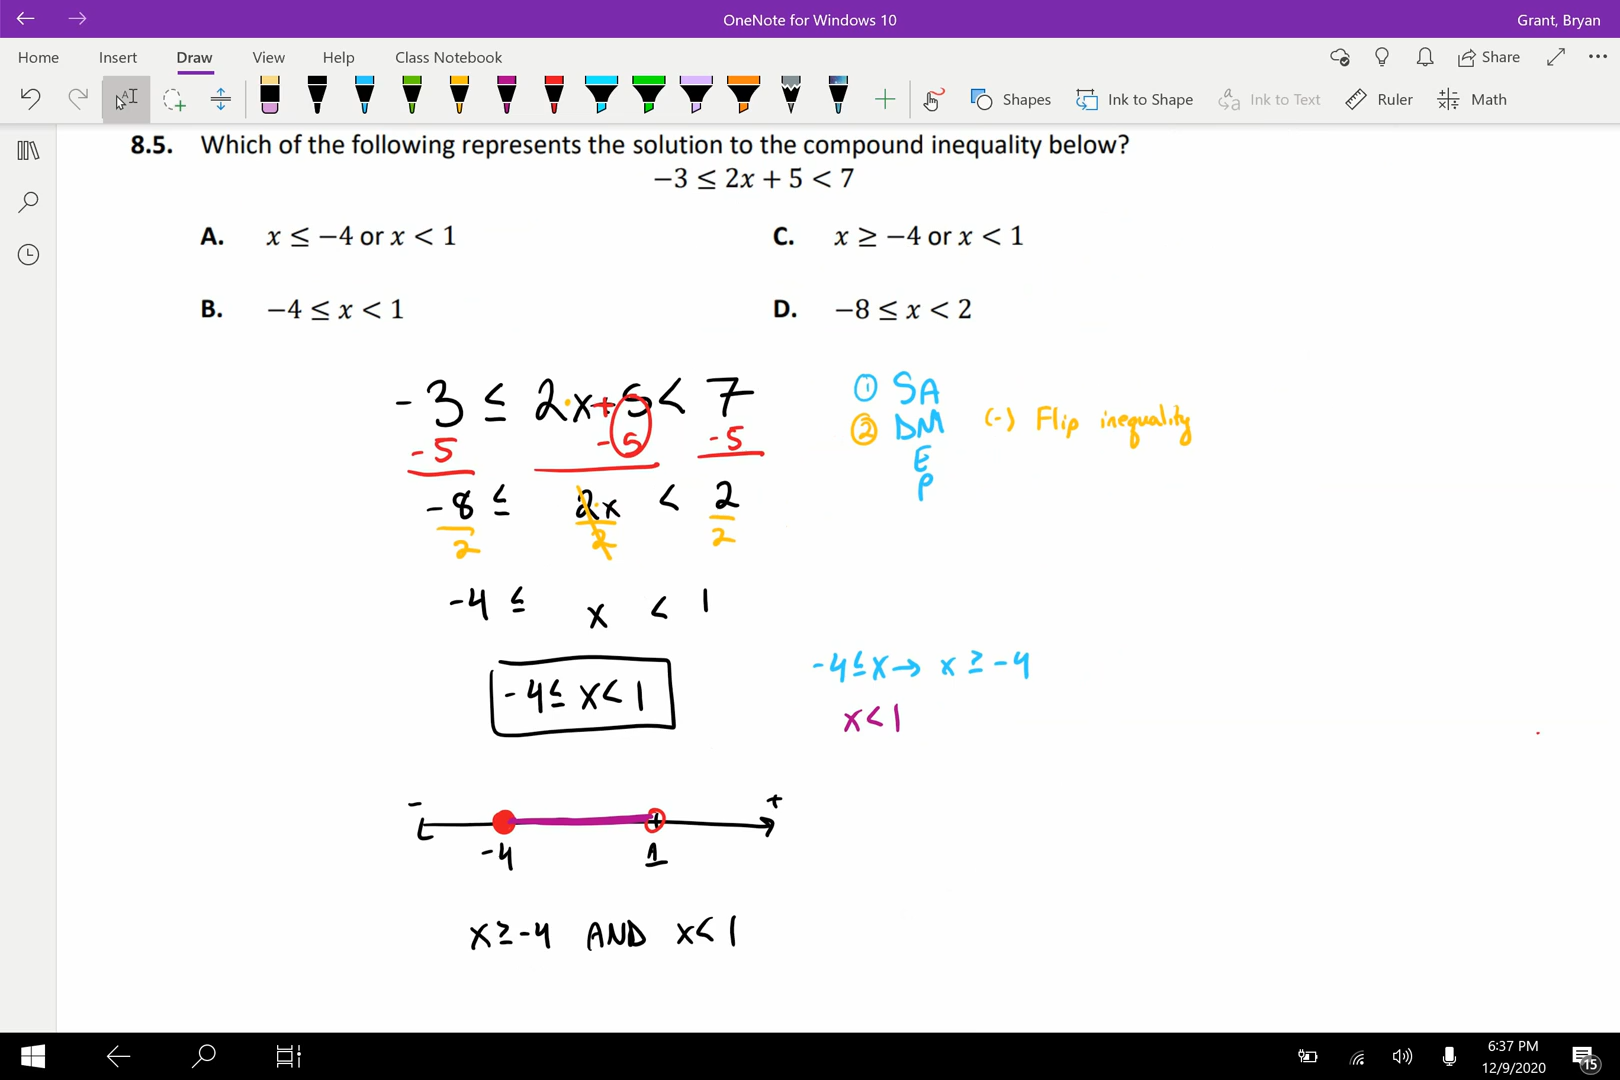 OneNote for Windows 10
Grant, Bryan
Home Insert Draw View Help Class Notebook Share
Shapes Ink to Shape Ink to Text Ruler Math
8.5. Which of the following represents the solution to the compound inequality below?
−3 ≤ 2x + 5 < 7
A. x ≤ −4 or x < 1 C. x ≥ −4 or x < 1
B. −4 ≤ x < 1 D. −8 ≤ x < 2
-3 ≤ 2·x+5 < 7
-5 -5 -5
-8 ≤ 2·x < 2
2 2 2
-4 ≤ x < 1
-4 ≤ x < 1
① SA
② DM (-) Flip inequality
E
P
-4 ≤ x → x ≥ -4
x < 1
- +
-4 1
x ≥ -4 AND x < 1
6:37 PM
12/9/2020
15